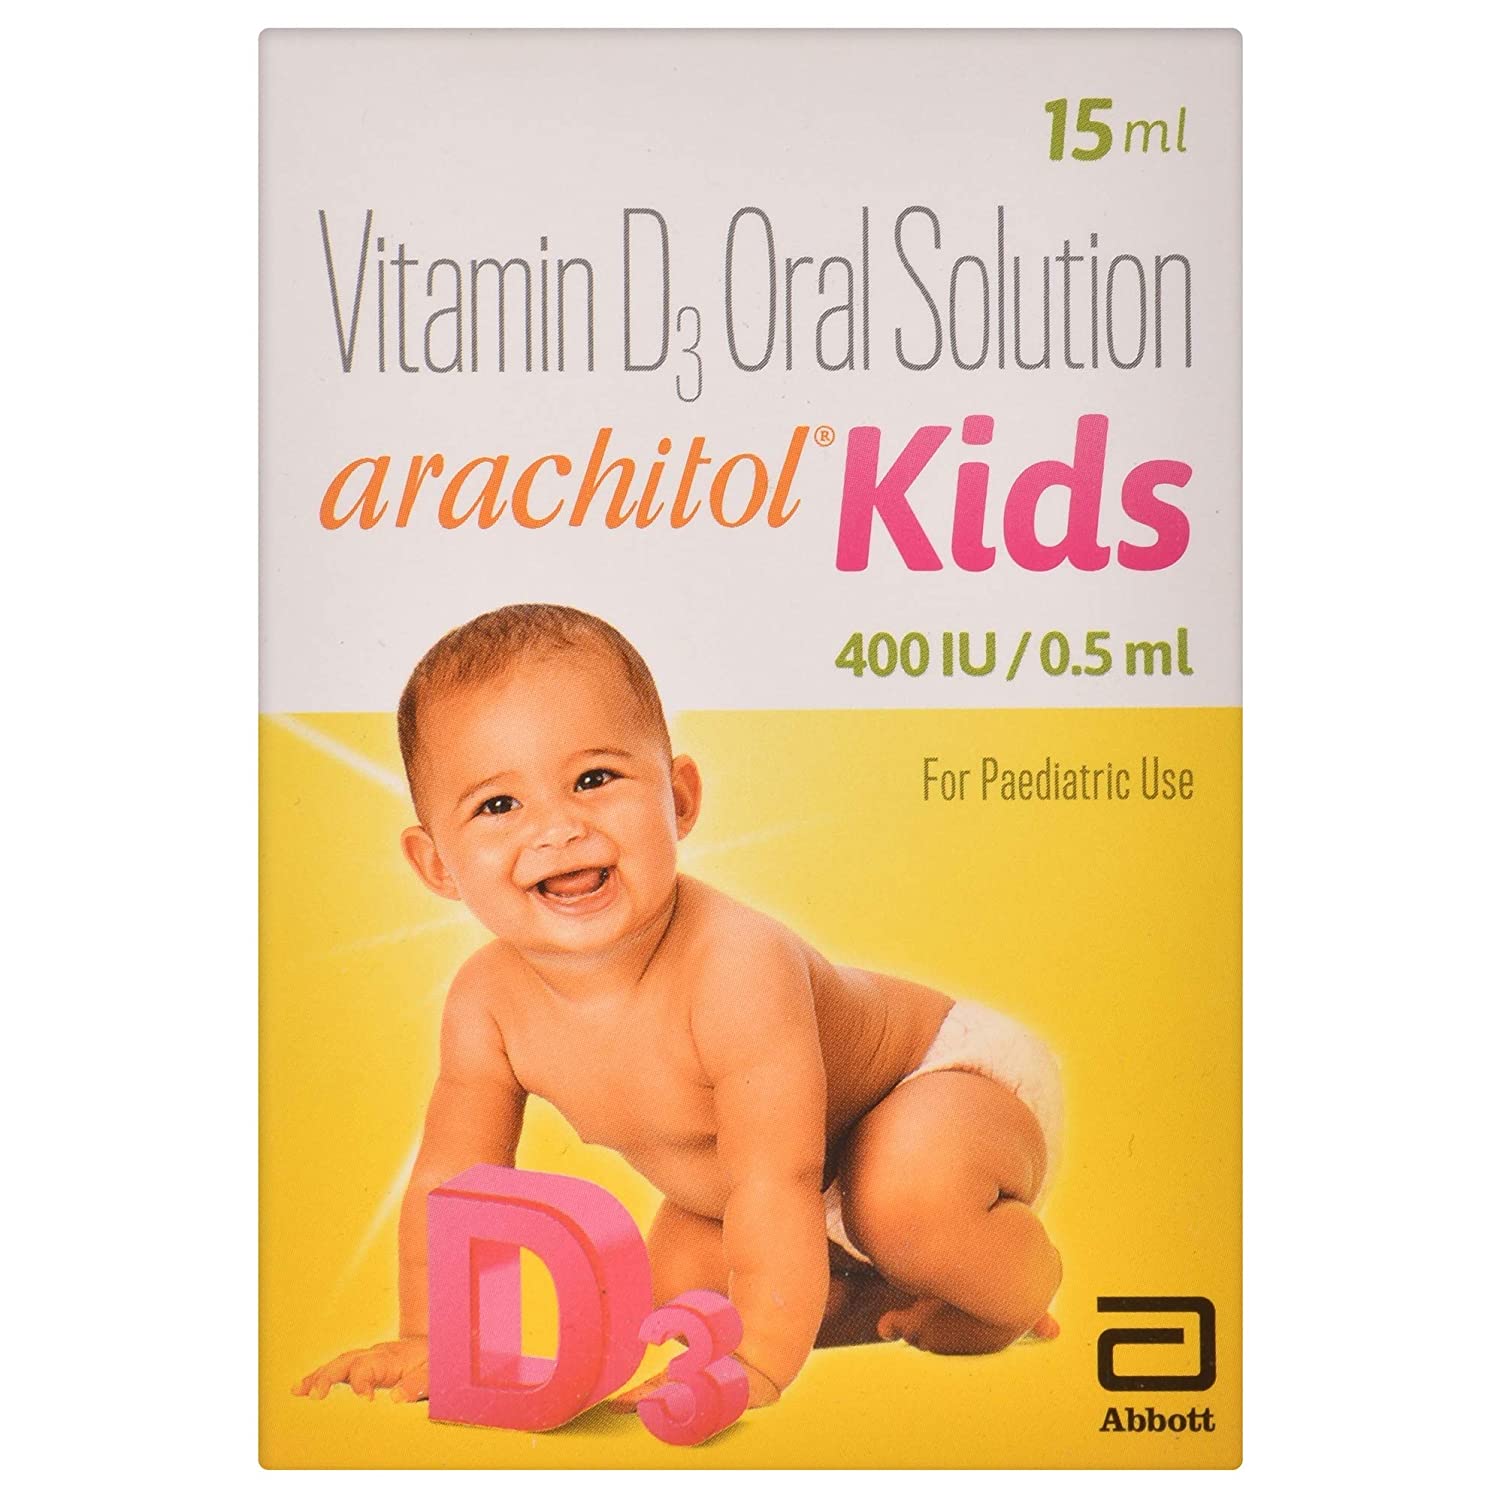 15 ml
Vitamin D₃ Oral Solution
arachitol® Kids
400 IU / 0.5 ml
For Paediatric Use
D₃
Abbott